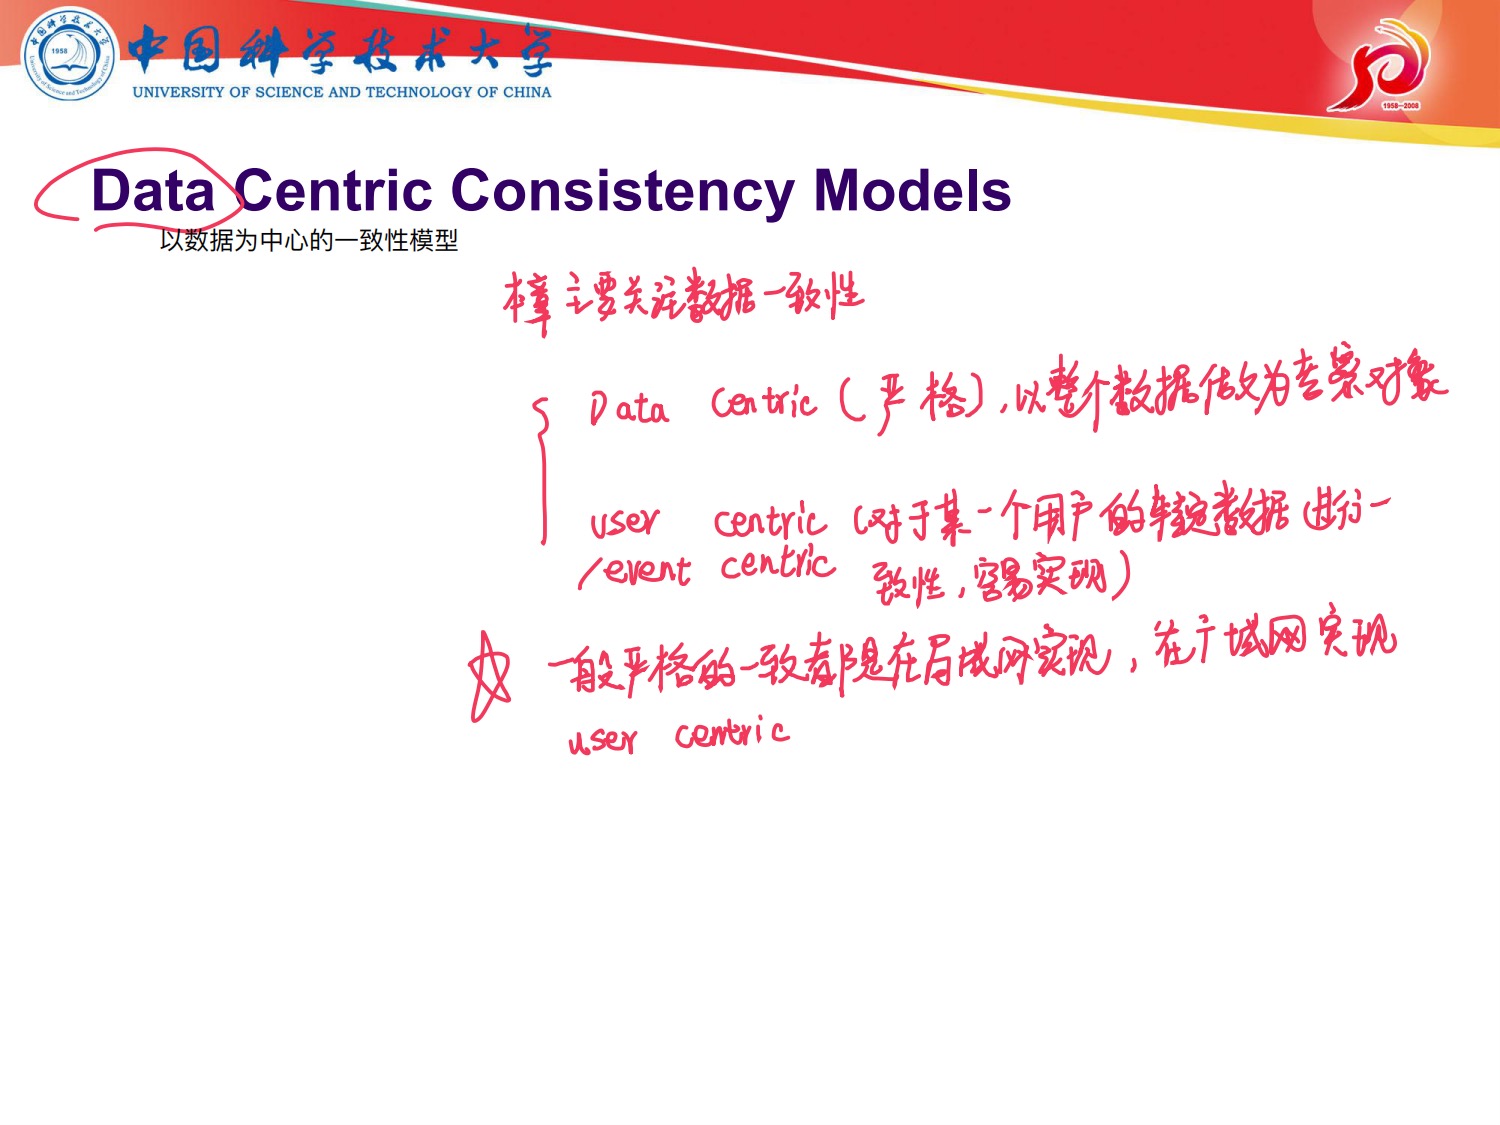 中国科学技术大学
UNIVERSITY OF SCIENCE AND TECHNOLOGY OF CHINA
1958
1958—2008
Data Centric Consistency Models
以数据为中心的一致性模型
本章主要关注数据一致性
Data centric (严格), 以整个数据做为考察对象
user centric (对于某一个用户的特定数据进行一
/event centric 致性, 容易实现)
一般严格的一致都是在局域网实现, 在广域网实现
user centric